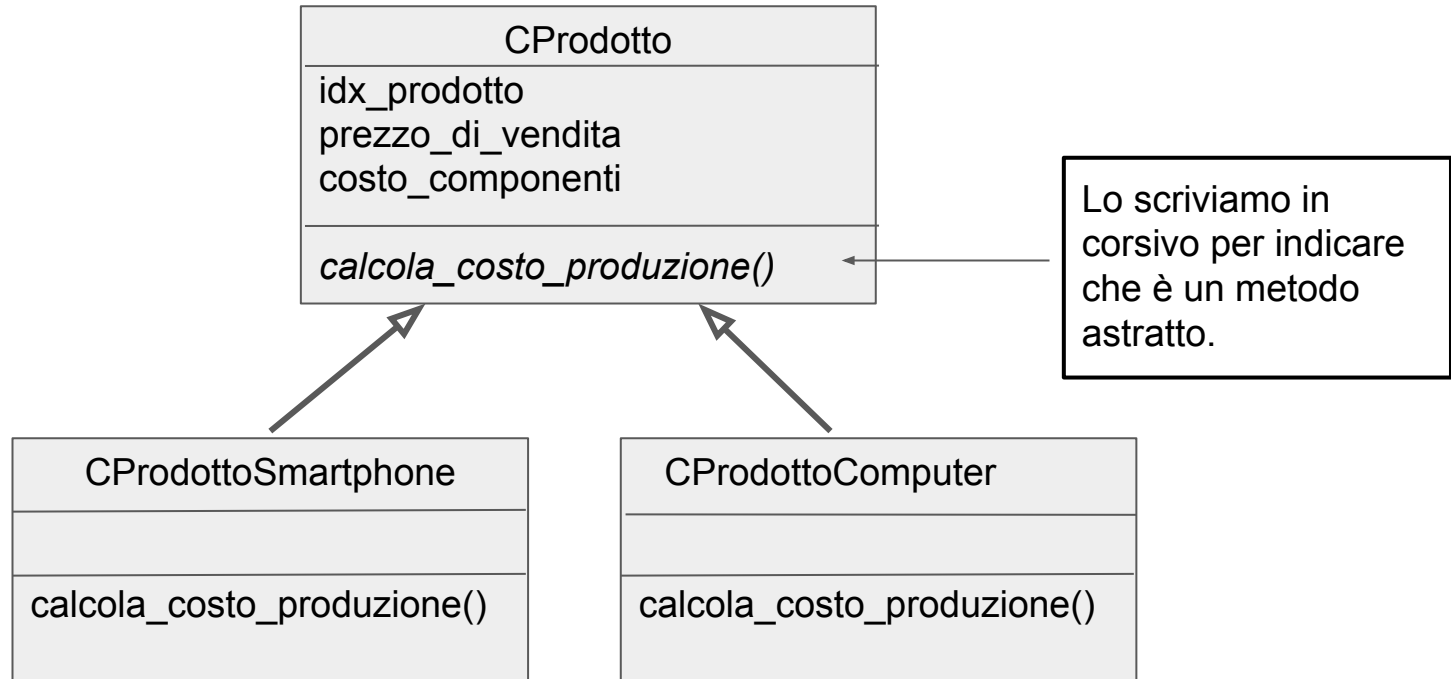 CProdotto
idx_prodotto
prezzo_di_vendita
costo_componenti
calcola_costo_produzione()
Lo scriviamo in
corsivo per indicare
che è un metodo
astratto.
CProdottoSmartphone
calcola_costo_produzione()
CProdottoComputer
calcola_costo_produzione()